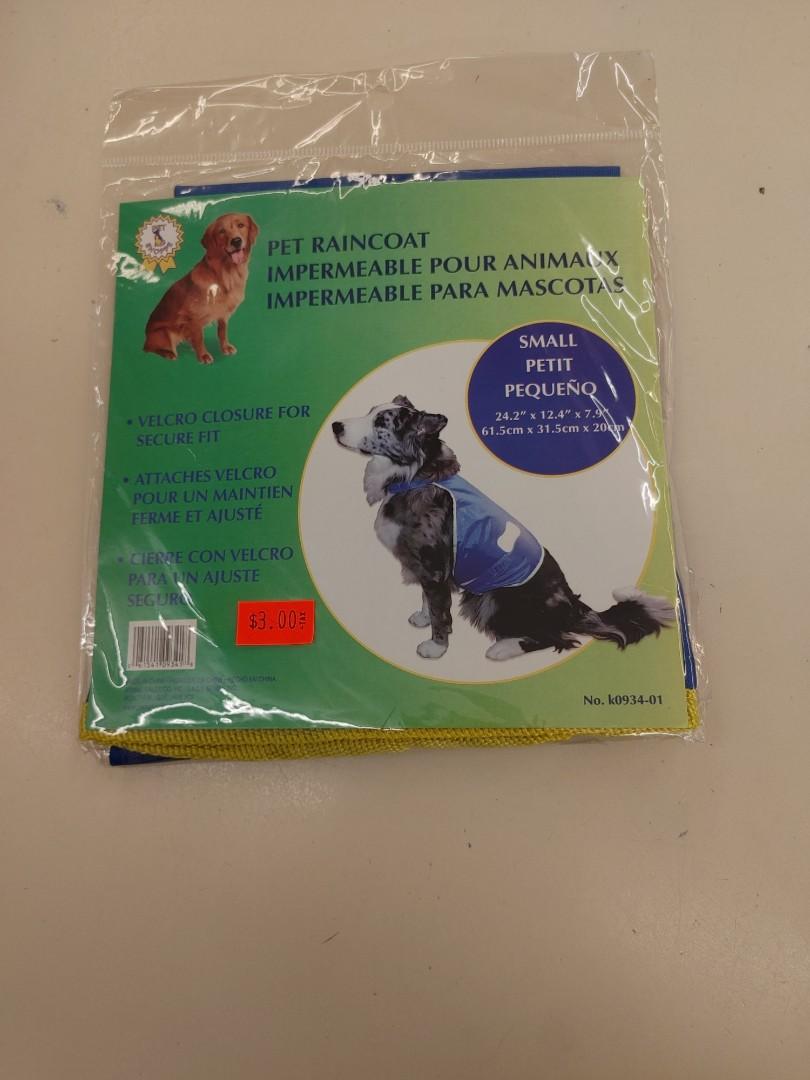 PET
PET RAINCOAT
IMPERMEABLE POUR ANIMAUX
IMPERMEABLE PARA MASCOTAS
SMALL
PETIT
PEQUEÑO
24.2" x 12.4" x 7.9"
61.5cm x 31.5cm x 20cm
• VELCRO CLOSURE FOR
SECURE FIT
• ATTACHES VELCRO
POUR UN MAINTIEN
FERME ET AJUSTÉ
• CIERRE CON VELCRO
PARA UN AJUSTE
SEGURO
$3.00 +TAX
No. k0934-01